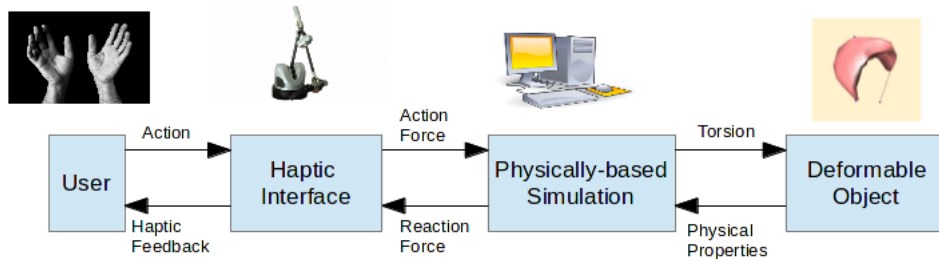 Action
Action
Force
Torsion
User
Haptic
Interface
Physically-based
Simulation
Deformable
Object
Haptic
Feedback
Reaction
Force
Physical
Properties